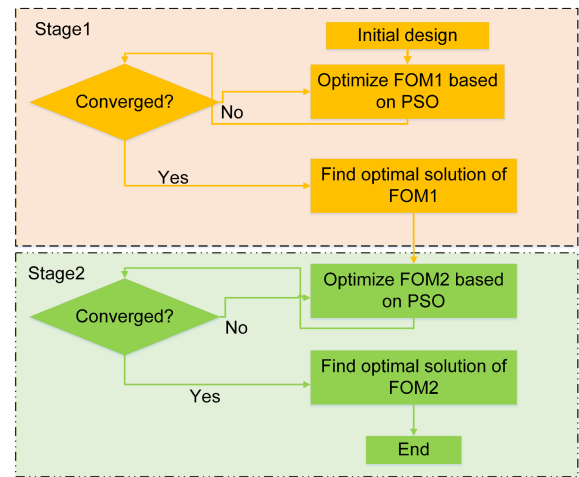 Stage1
Initial design
Optimize FOM1 based
on PSO
Converged?
No
Yes
Find optimal solution of
FOM1
Stage2
Optimize FOM2 based
on PSO
Converged?
No
Yes
Find optimal solution of
FOM2
End